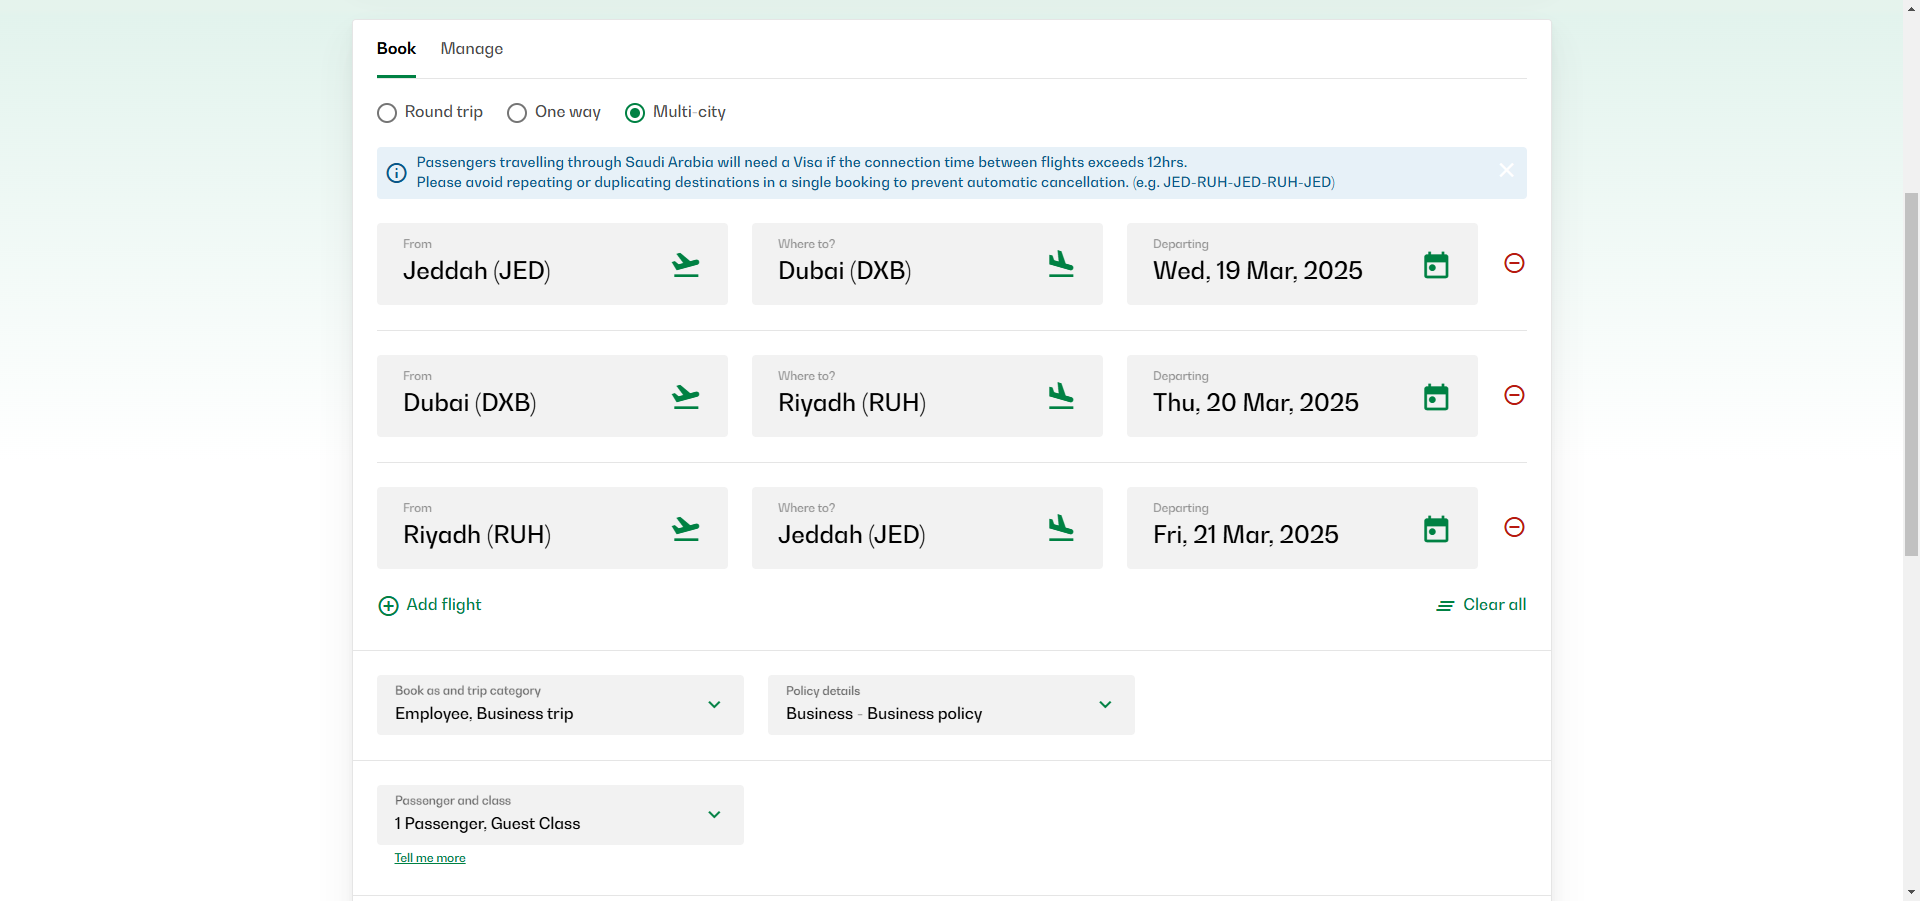 Book Manage
Round trip One way Multi-city
Passengers travelling through Saudi Arabia will need a Visa if the connection time between flights exceeds 12hrs.
Please avoid repeating or duplicating destinations in a single booking to prevent automatic cancellation. (e.g. JED-RUH-JED-RUH-JED)
From Where to? Departing
Jeddah (JED) Dubai (DXB) Wed, 19 Mar, 2025
From Where to? Departing
Dubai (DXB) Riyadh (RUH) Thu, 20 Mar, 2025
From Where to? Departing
Riyadh (RUH) Jeddah (JED) Fri, 21 Mar, 2025
Add flight Clear all
Book as and trip category Policy details
Employee, Business trip Business - Business policy
Passenger and class
1 Passenger, Guest Class
Tell me more